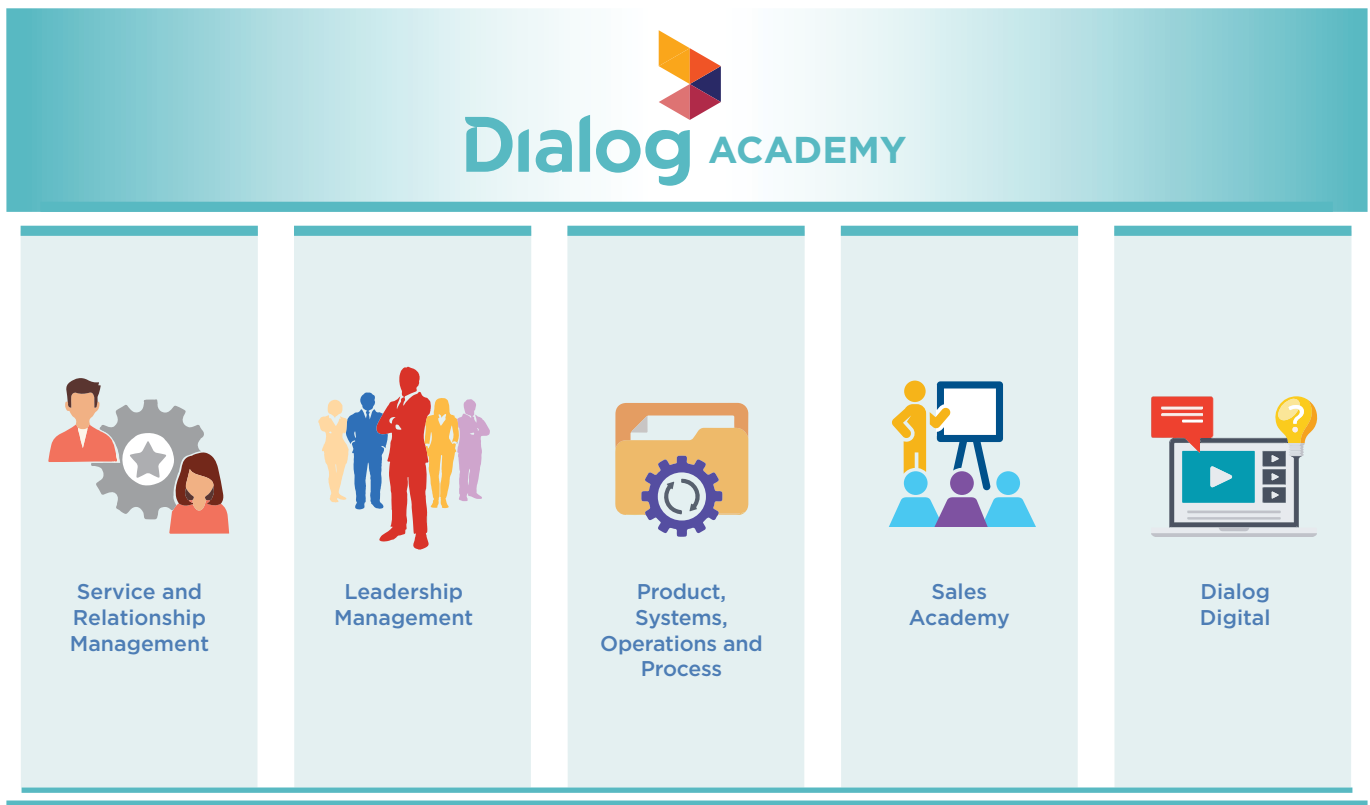 Dialog ACADEMY
Service and
Relationship
Management
Leadership
Management
Product,
Systems,
Operations and
Process
Sales
Academy
Dialog
Digital
?